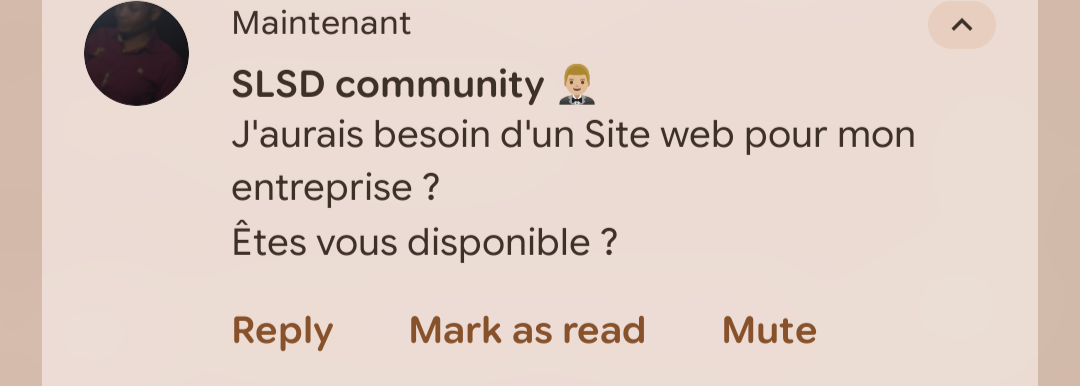 Maintenant
SLSD community 🤵🏼
J'aurais besoin d'un Site web pour mon
entreprise ?
Êtes vous disponible ?
Reply Mark as read Mute